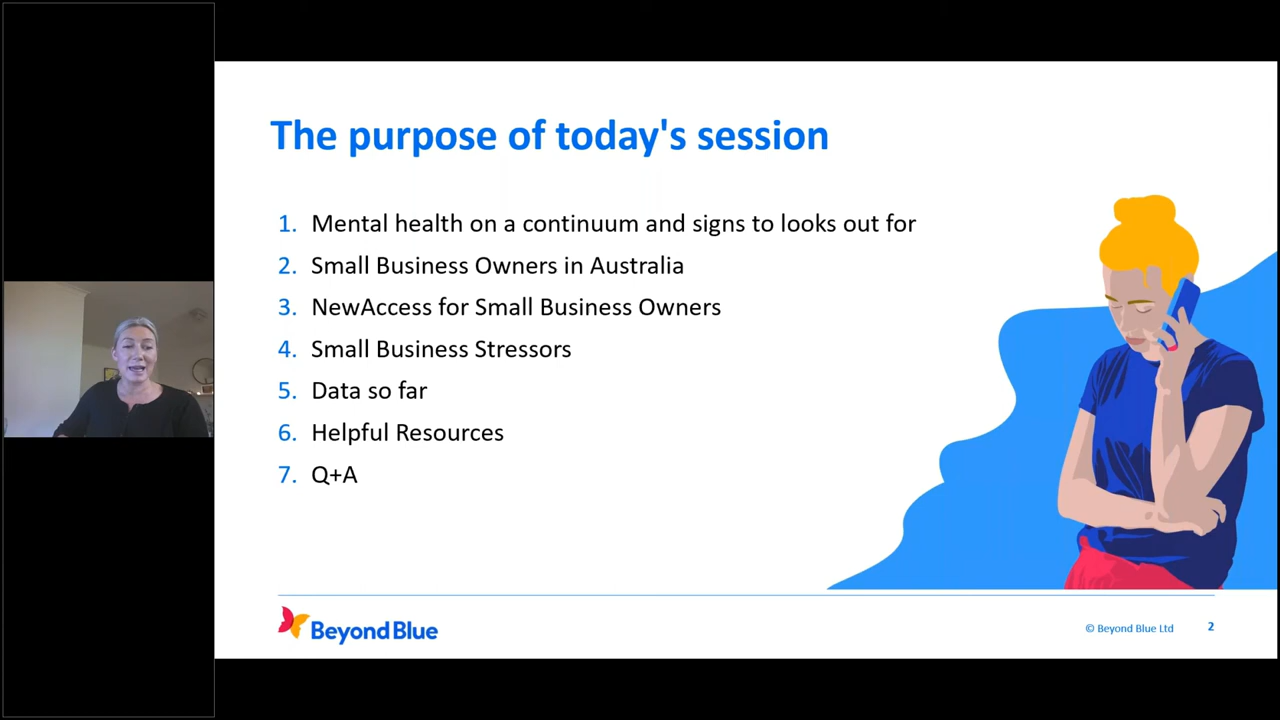 The purpose of today's session
1. Mental health on a continuum and signs to looks out for
2. Small Business Owners in Australia
3. NewAccess for Small Business Owners
4. Small Business Stressors
5. Data so far
6. Helpful Resources
7. Q+A
Beyond Blue
© Beyond Blue Ltd 2